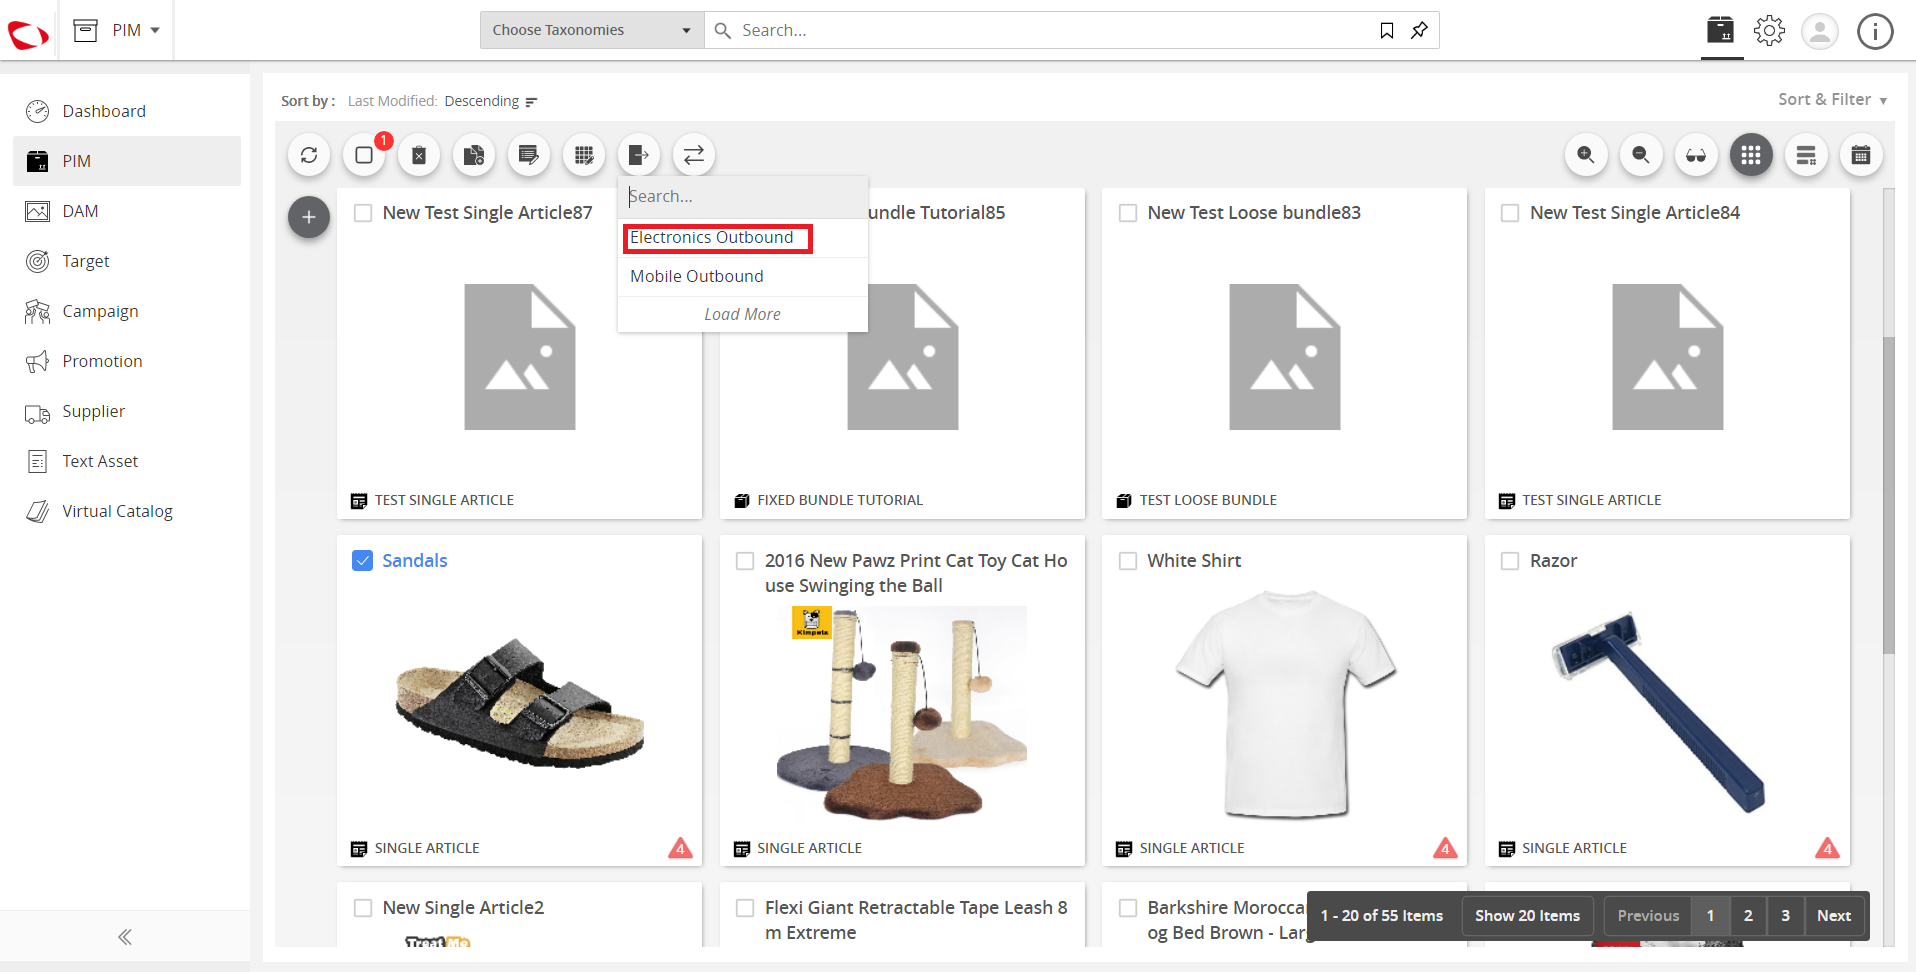 PIM
Choose Taxonomies
Search...
Dashboard
PIM
DAM
Target
Campaign
Promotion
Supplier
Text Asset
Virtual Catalog
Sort by : Last Modified: Descending
Sort & Filter
1
Search...
Electronics Outbound
Mobile Outbound
Load More
New Test Single Article87
undle Tutorial85
New Test Loose bundle83
New Test Single Article84
TEST SINGLE ARTICLE
FIXED BUNDLE TUTORIAL
TEST LOOSE BUNDLE
TEST SINGLE ARTICLE
Sandals
2016 New Pawz Print Cat Toy Cat Ho
use Swinging the Ball
White Shirt
Razor
Kimpets
SINGLE ARTICLE
4
SINGLE ARTICLE
SINGLE ARTICLE
4
SINGLE ARTICLE
4
New Single Article2
Flexi Giant Retractable Tape Leash 8
m Extreme
Barkshire Morocca
og Bed Brown - Larg
Treat Me
1 - 20 of 55 Items
Show 20 Items
Previous
1
2
3
Next